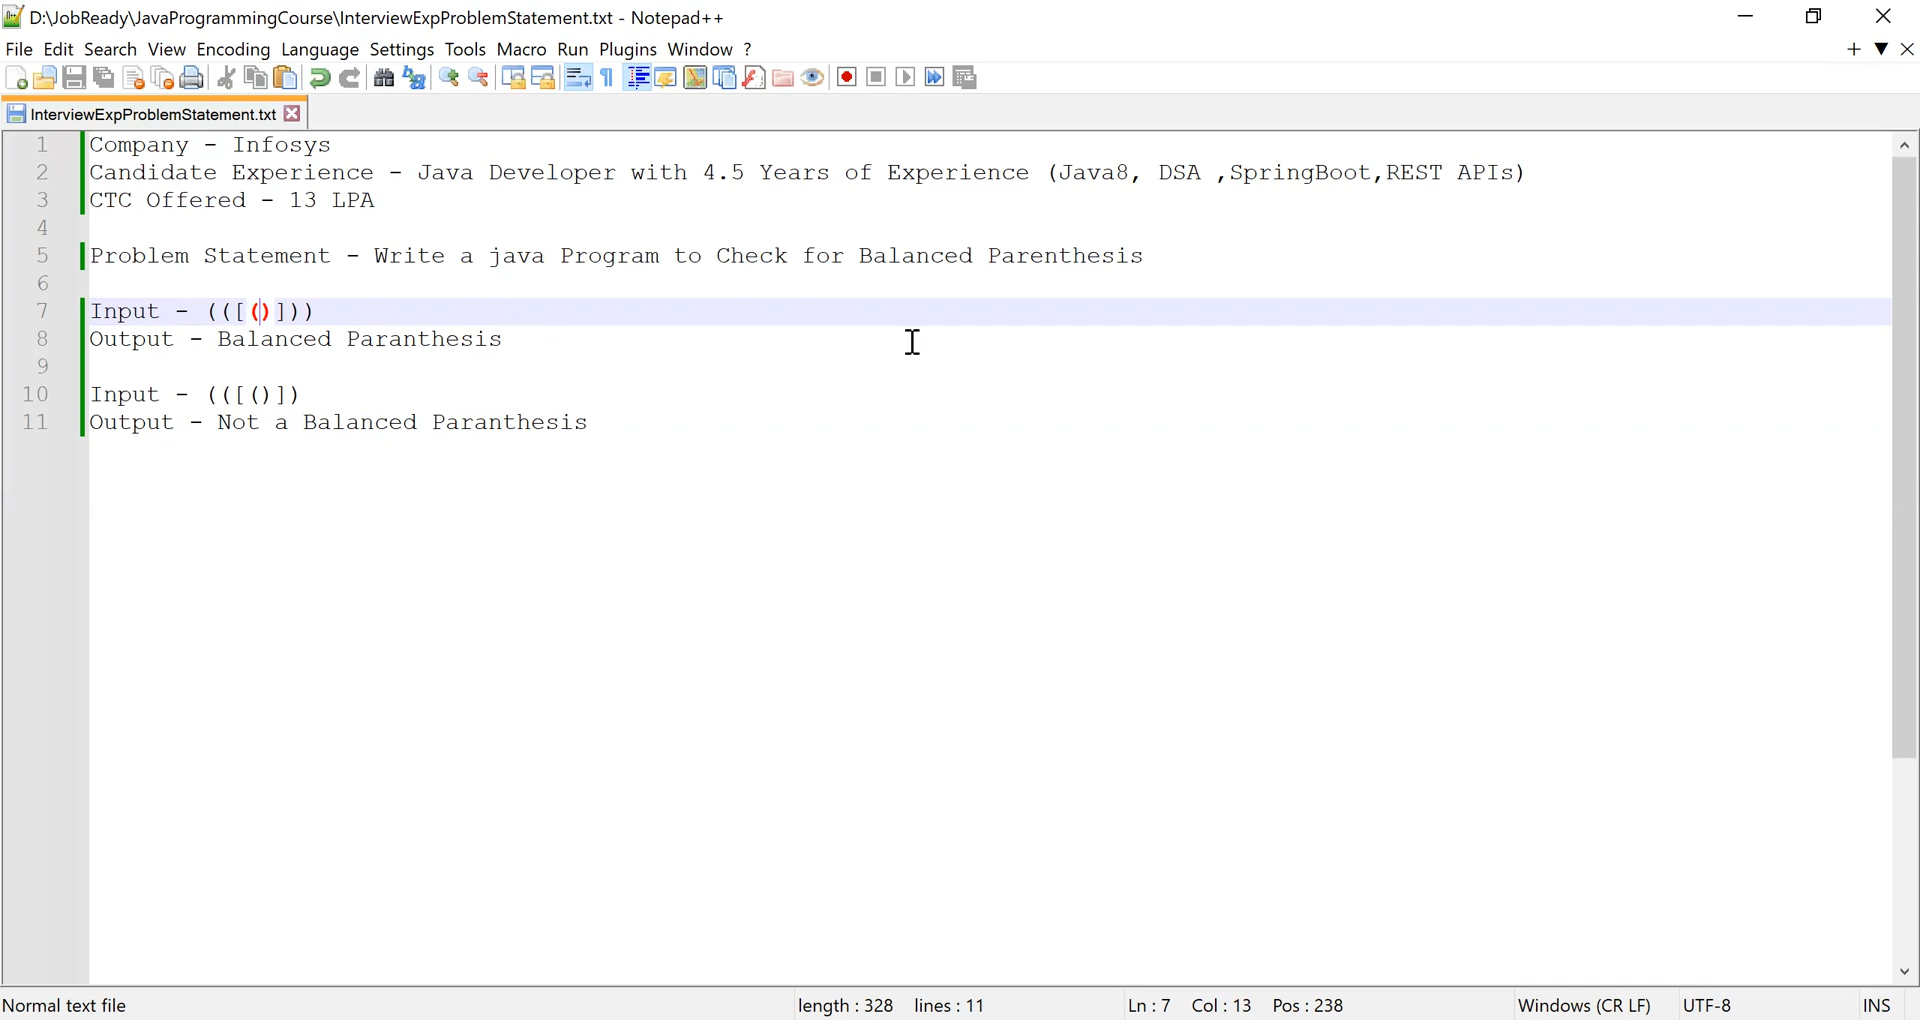 D:\JobReady\JavaProgrammingCourse\InterviewExpProblemStatement.txt - Notepad++
File Edit Search View Encoding Language Settings Tools Macro Run Plugins Window ?
InterviewExpProblemStatement.txt
1 Company - Infosys
2 Candidate Experience - Java Developer with 4.5 Years of Experience (Java8, DSA ,SpringBoot,REST APIs)
3 CTC Offered - 13 LPA
4
5 Problem Statement - Write a java Program to Check for Balanced Parenthesis
6
7 Input - (([()]))
8 Output - Balanced Paranthesis
9
10 Input - (([()])
11 Output - Not a Balanced Paranthesis
Normal text file length : 328 lines : 11 Ln : 7 Col : 13 Pos : 238 Windows (CR LF) UTF-8 INS